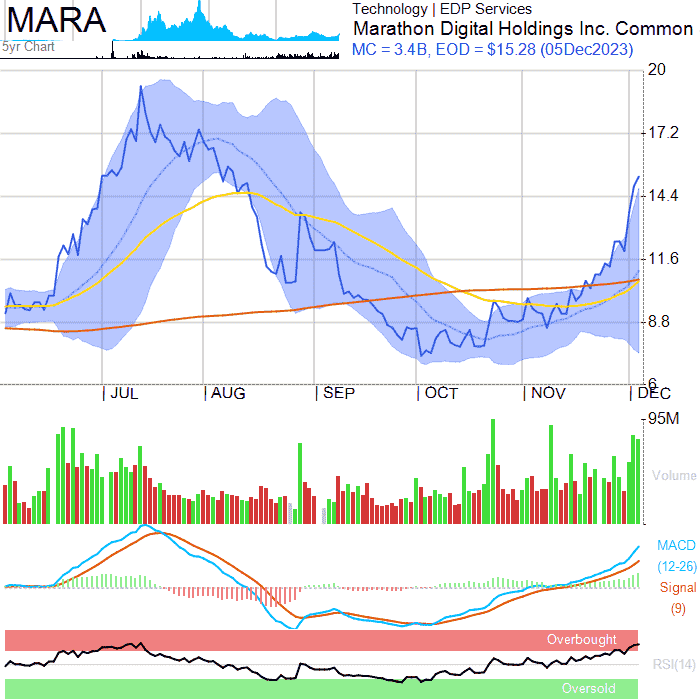 MARA
Technology | EDP Services
Marathon Digital Holdings Inc. Common
MC = 3.4B, EOD = $15.28 (05Dec2023)
5yr Chart
20
17.2
14.4
11.6
8.8
6
JUL
AUG
SEP
OCT
NOV
DEC
95M
Volume
MACD
(12-26)
Signal
(9)
Overbought
RSI(14)
Oversold